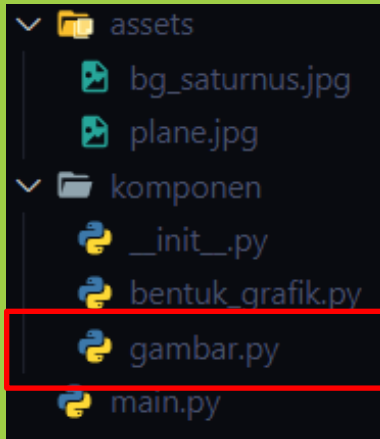 assets
bg_saturnus.jpg
plane.jpg
komponen
__init__.py
bentuk_grafik.py
gambar.py
main.py